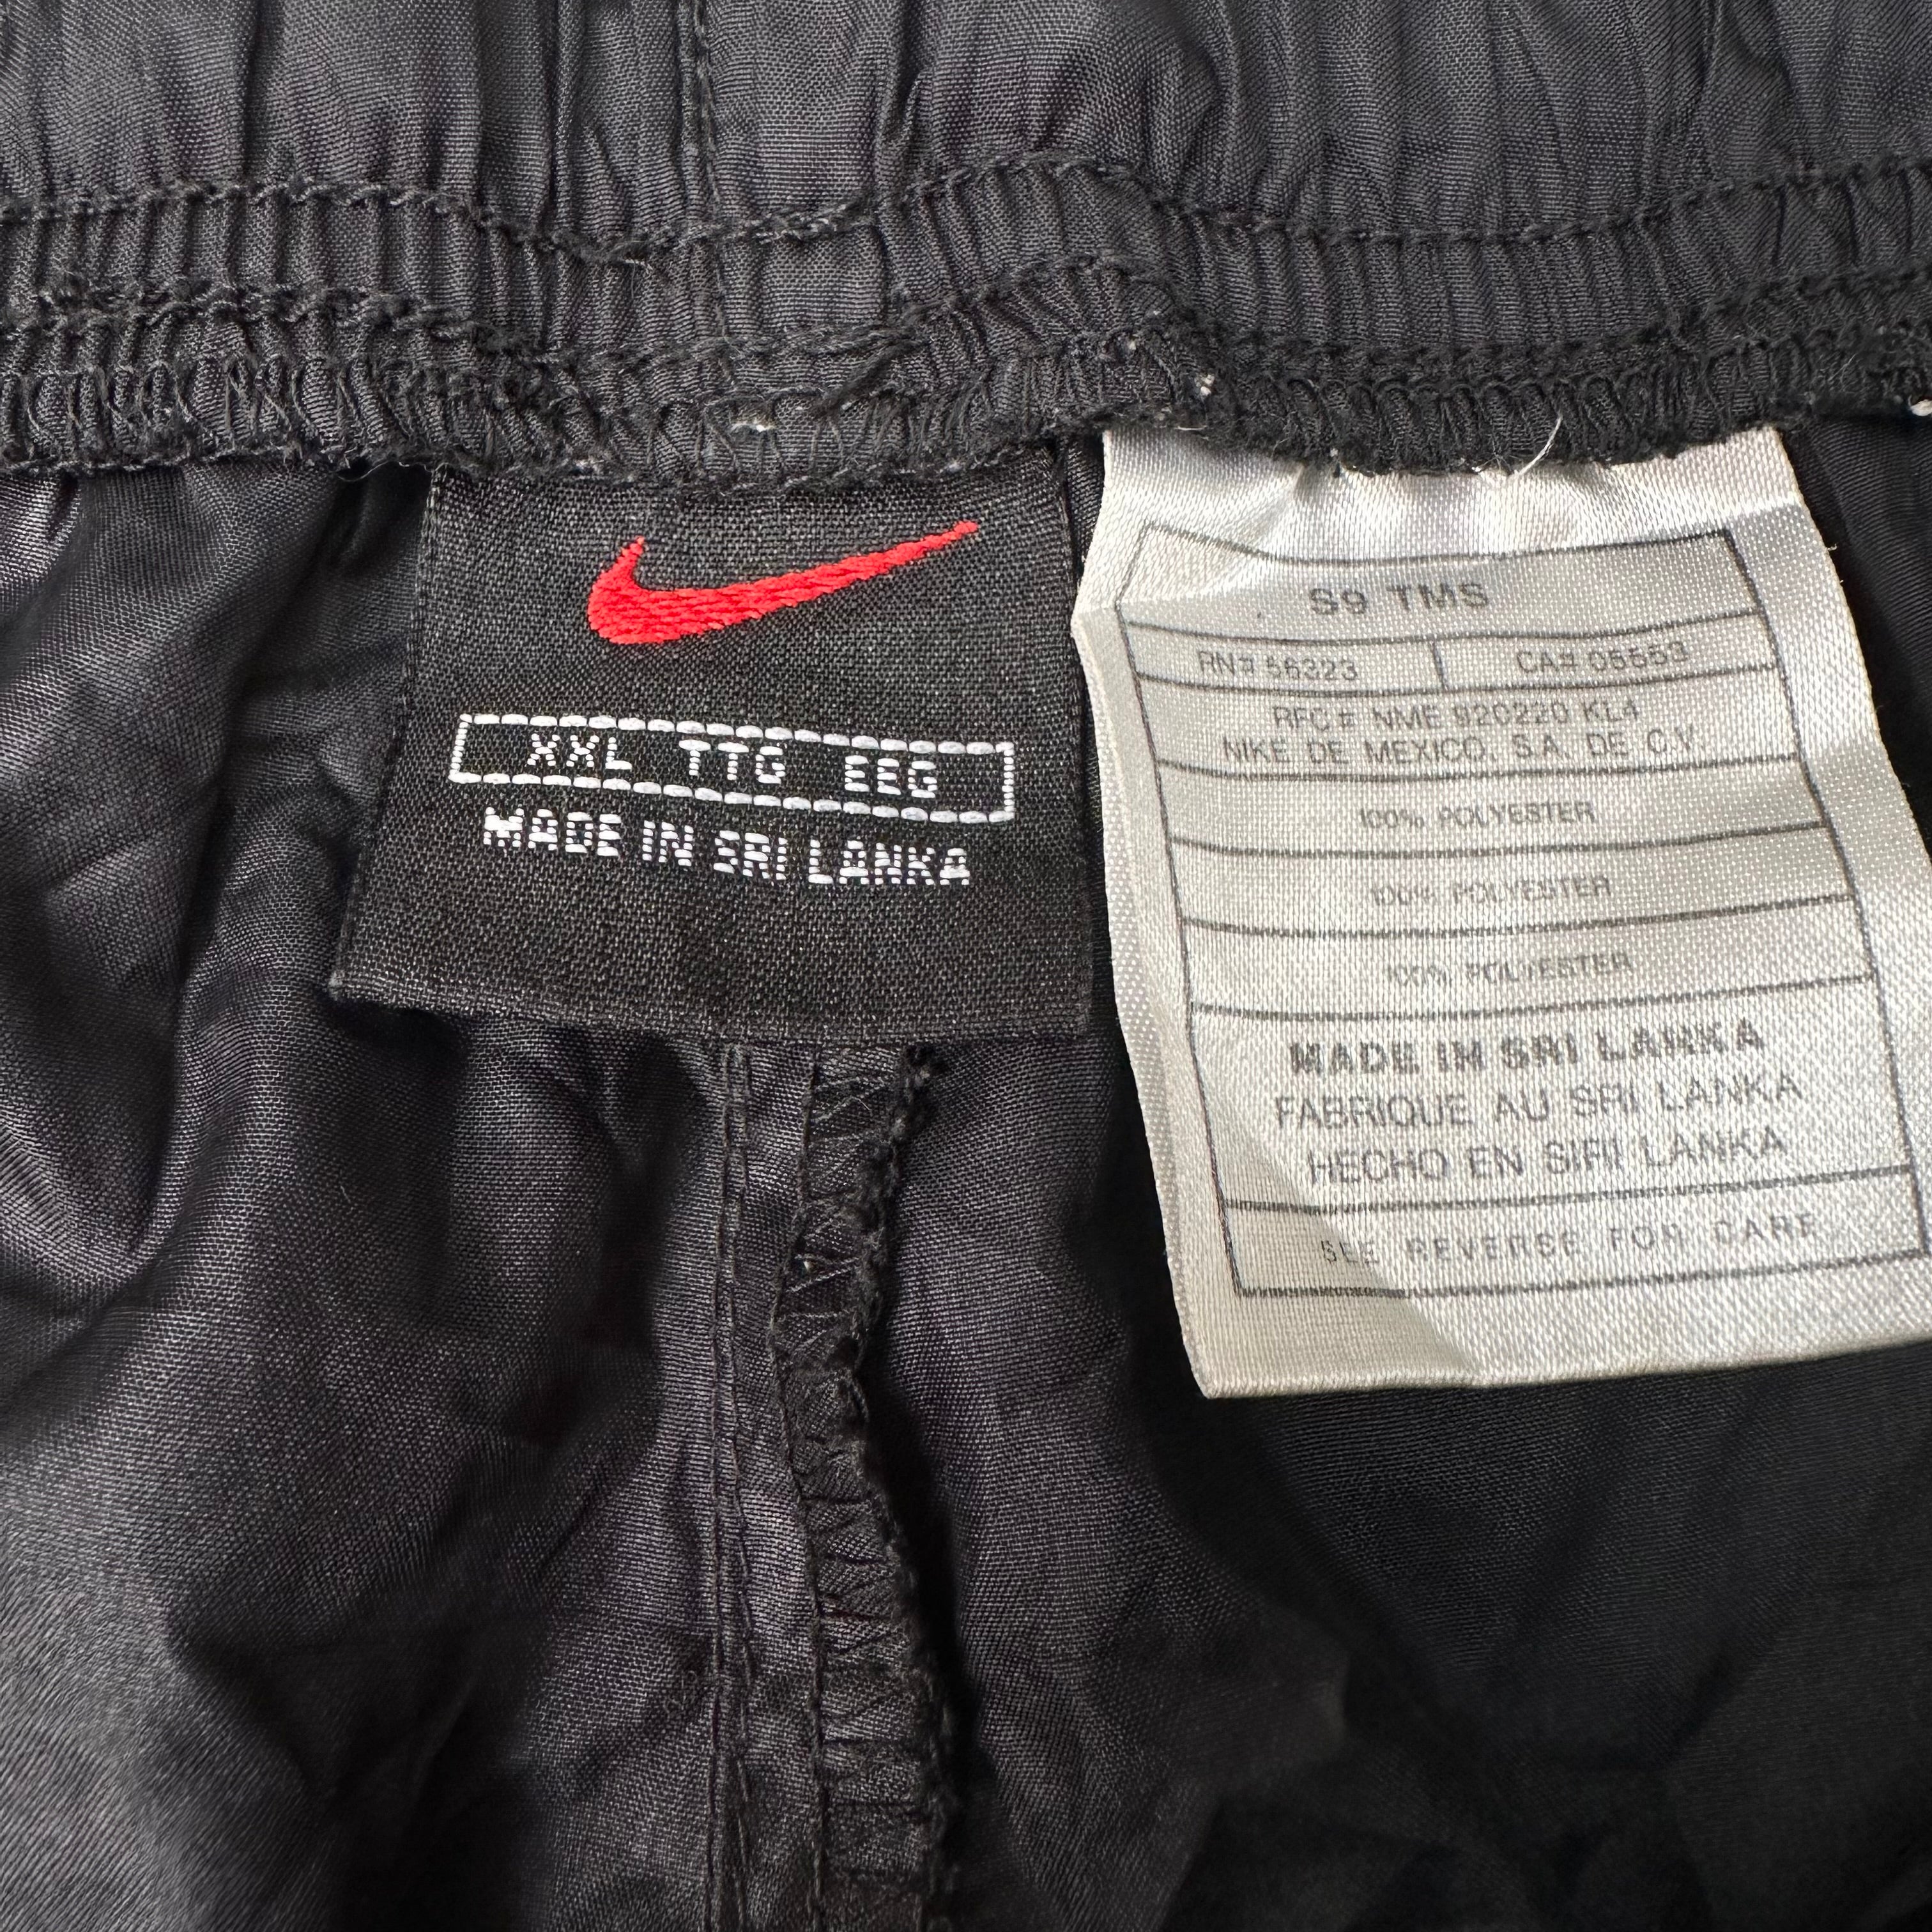 XXL TTG EEG
MADE IN SRI LANKA
S9 TMS
RN# 56323 CA# 05553
RFC# NME 920220 KL4
NIKE DE MEXICO, S.A. DE C.V.
100% POLYESTER
100% POLYESTER
100% POLYESTER
MADE IN SRI LANKA
FABRIQUE AU SRI LANKA
HECHO EN SIRI LANKA
SEE REVERSE FOR CARE